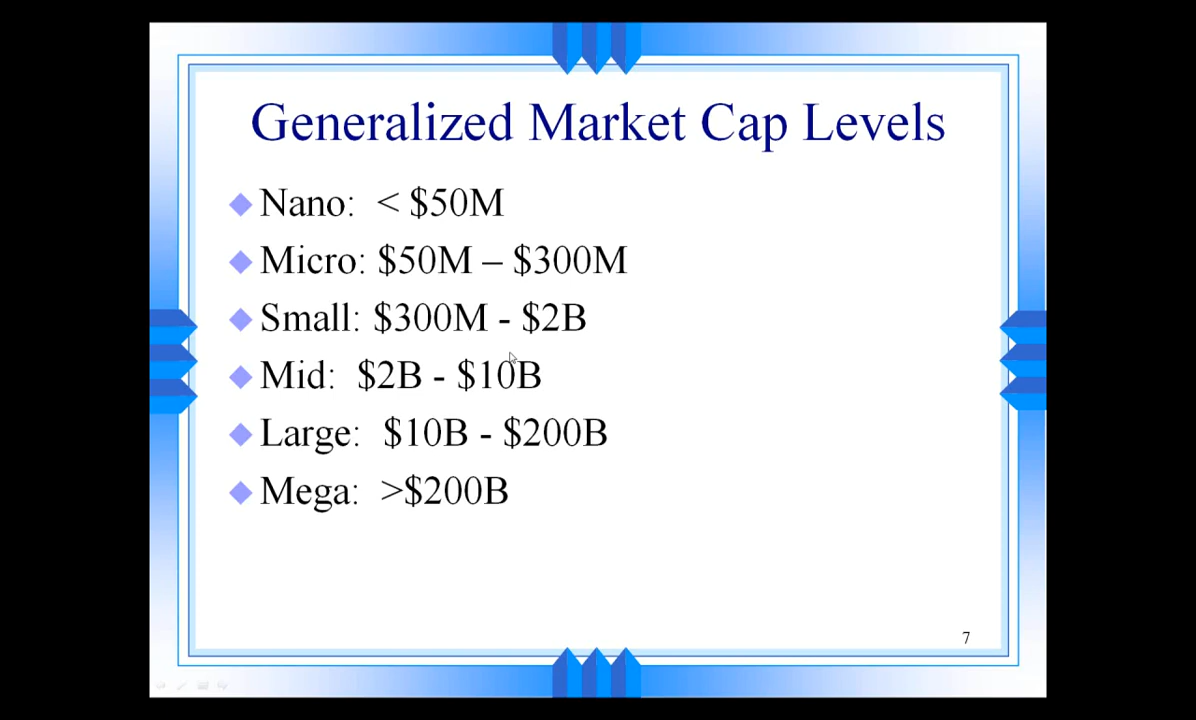 Generalized Market Cap Levels
Nano: < $50M
Micro: $50M – $300M
Small: $300M - $2B
Mid: $2B - $10B
Large: $10B - $200B
Mega: >$200B
7